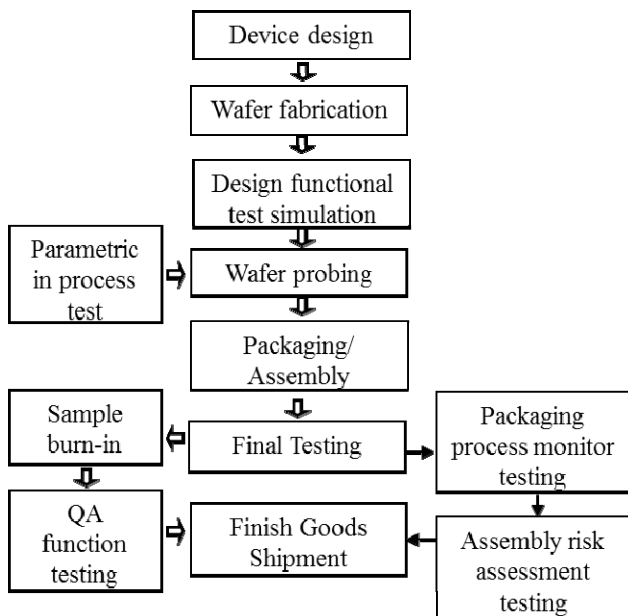 Device design
Wafer fabrication
Design functional
test simulation
Parametric
in process
test
Wafer probing
Packaging/
Assembly
Sample
burn-in
Final Testing
Packaging
process monitor
testing
QA
function
testing
Finish Goods
Shipment
Assembly risk
assessment
testing